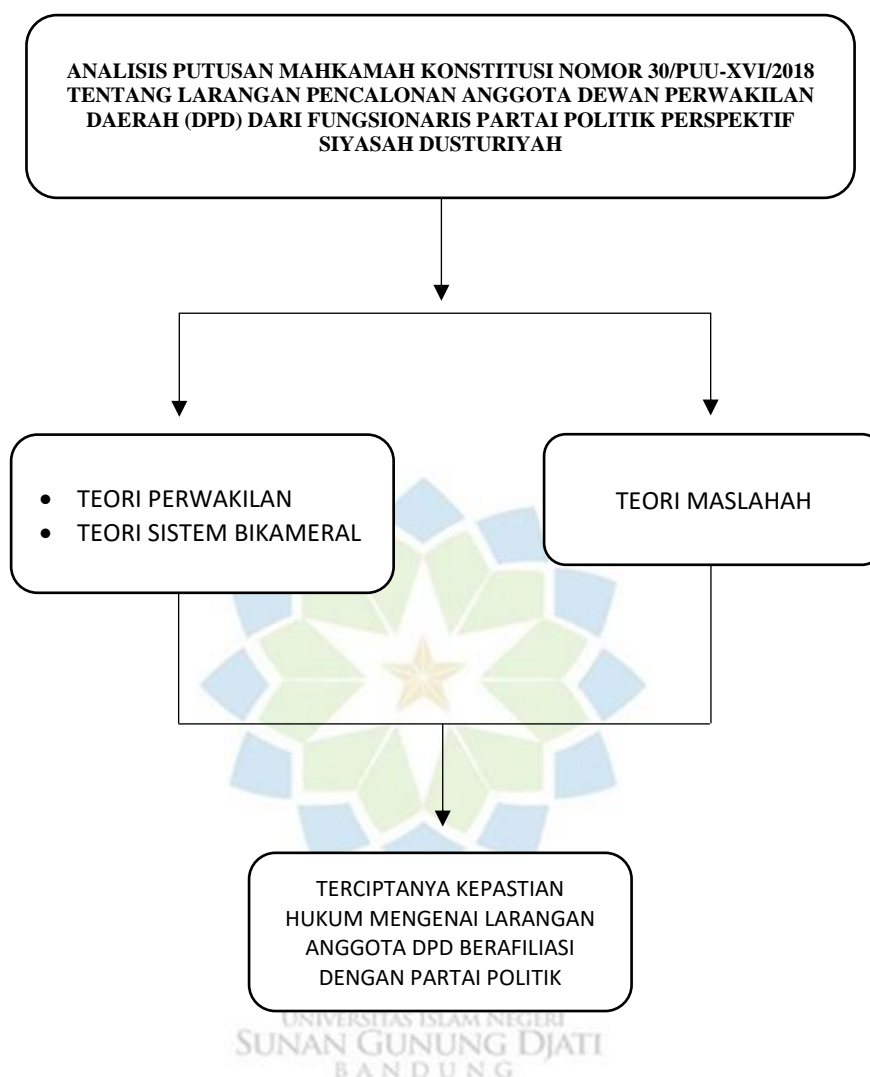 ANALISIS PUTUSAN MAHKAMAH KONSTITUSI NOMOR 30/PUU-XVI/2018
TENTANG LARANGAN PENCALONAN ANGGOTA DEWAN PERWAKILAN
DAERAH (DPD) DARI FUNGSIONARIS PARTAI POLITIK PERSPEKTIF
SIYASAH DUSTURIYAH
• TEORI PERWAKILAN
• TEORI SISTEM BIKAMERAL
TEORI MASLAHAH
TERCIPTANYA KEPASTIAN
HUKUM MENGENAI LARANGAN
ANGGOTA DPD BERAFILIASI
DENGAN PARTAI POLITIK
UNIVERSITAS ISLAM NEGERI
SUNAN GUNUNG DJATI
BANDUNG